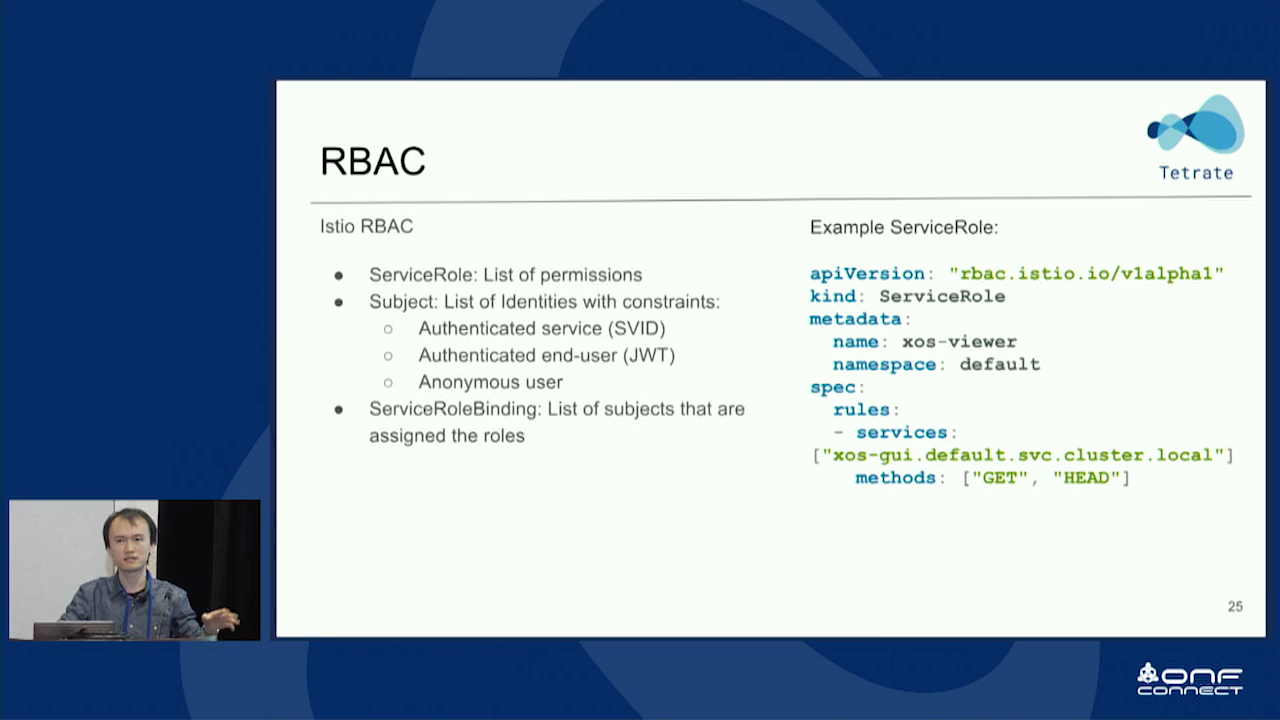 RBAC
Tetrate
Istio RBAC
● ServiceRole: List of permissions
● Subject: List of Identities with constraints:
○ Authenticated service (SVID)
○ Authenticated end-user (JWT)
○ Anonymous user
● ServiceRoleBinding: List of subjects that are
assigned the roles
Example ServiceRole:
apiVersion: "rbac.istio.io/v1alpha1"
kind: ServiceRole
metadata:
name: xos-viewer
namespace: default
spec:
rules:
- services:
["xos-gui.default.svc.cluster.local"]
methods: ["GET", "HEAD"]
25
ONF
CONNECT